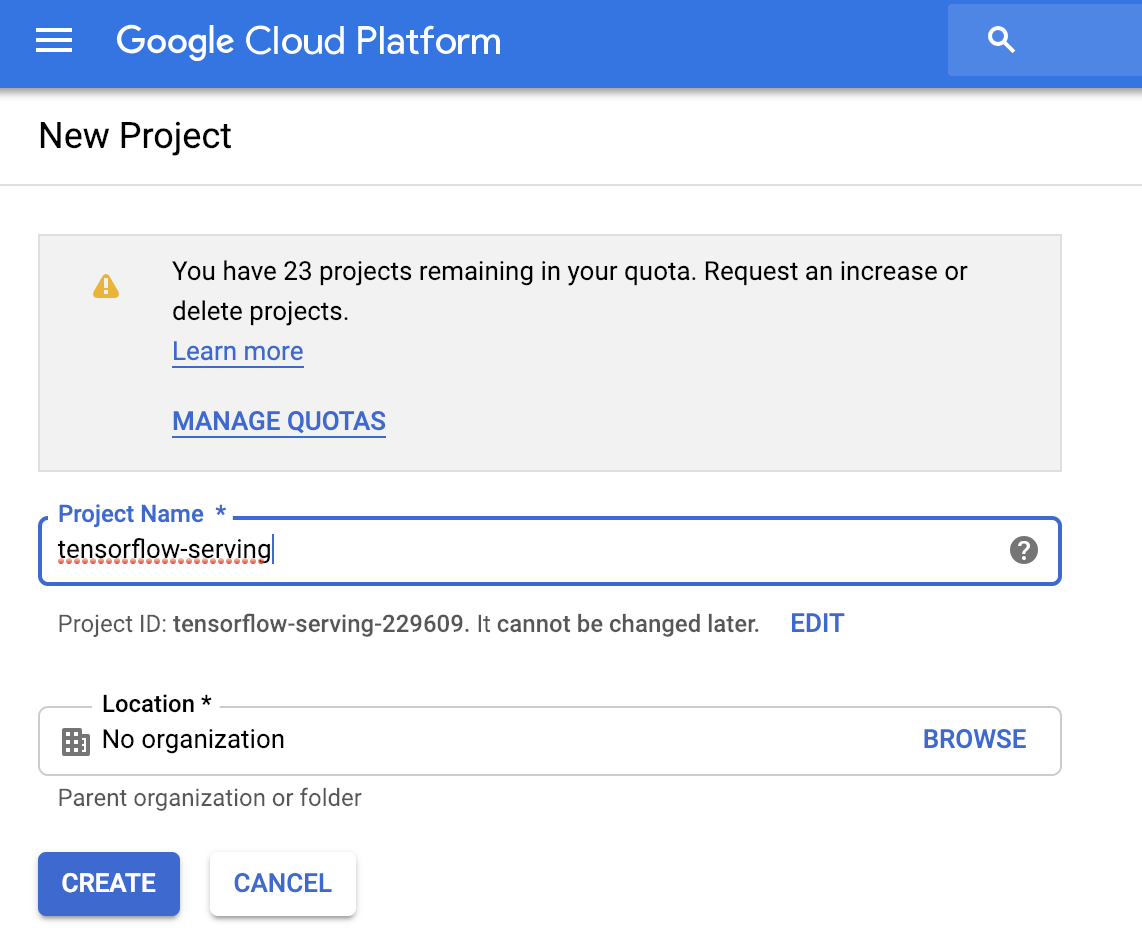 Google Cloud Platform
New Project
You have 23 projects remaining in your quota. Request an increase or
delete projects.
Learn more
MANAGE QUOTAS
Project Name *
tensorflow-serving
Project ID: tensorflow-serving-229609. It cannot be changed later. EDIT
Location *
No organization BROWSE
Parent organization or folder
CREATE CANCEL